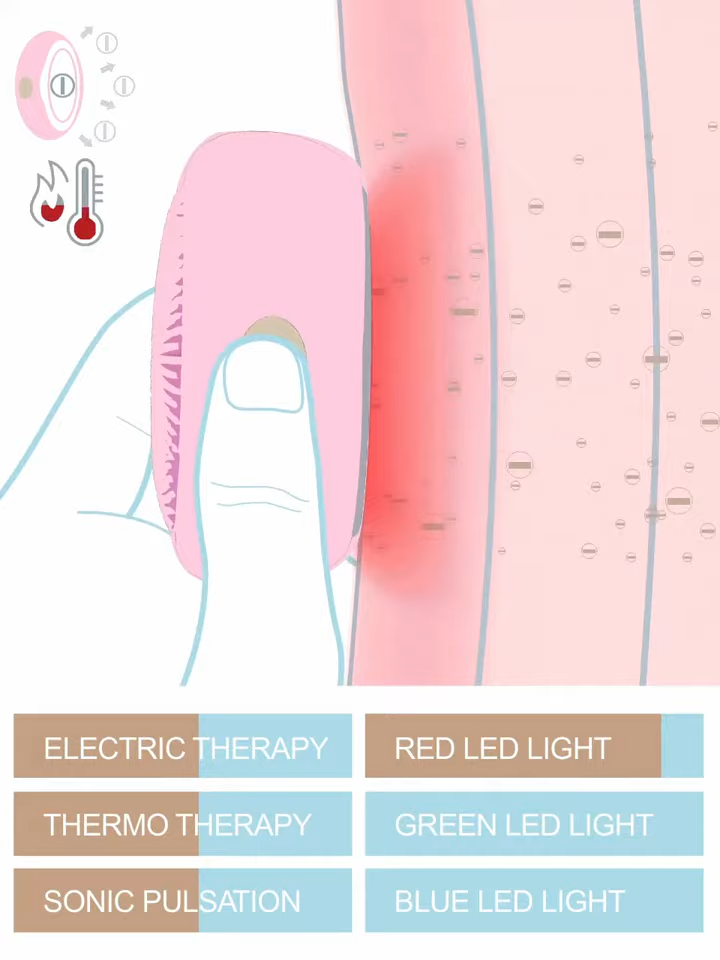 ELECTRIC THERAPY
RED LED LIGHT
THERMO THERAPY
GREEN LED LIGHT
SONIC PULSATION
BLUE LED LIGHT